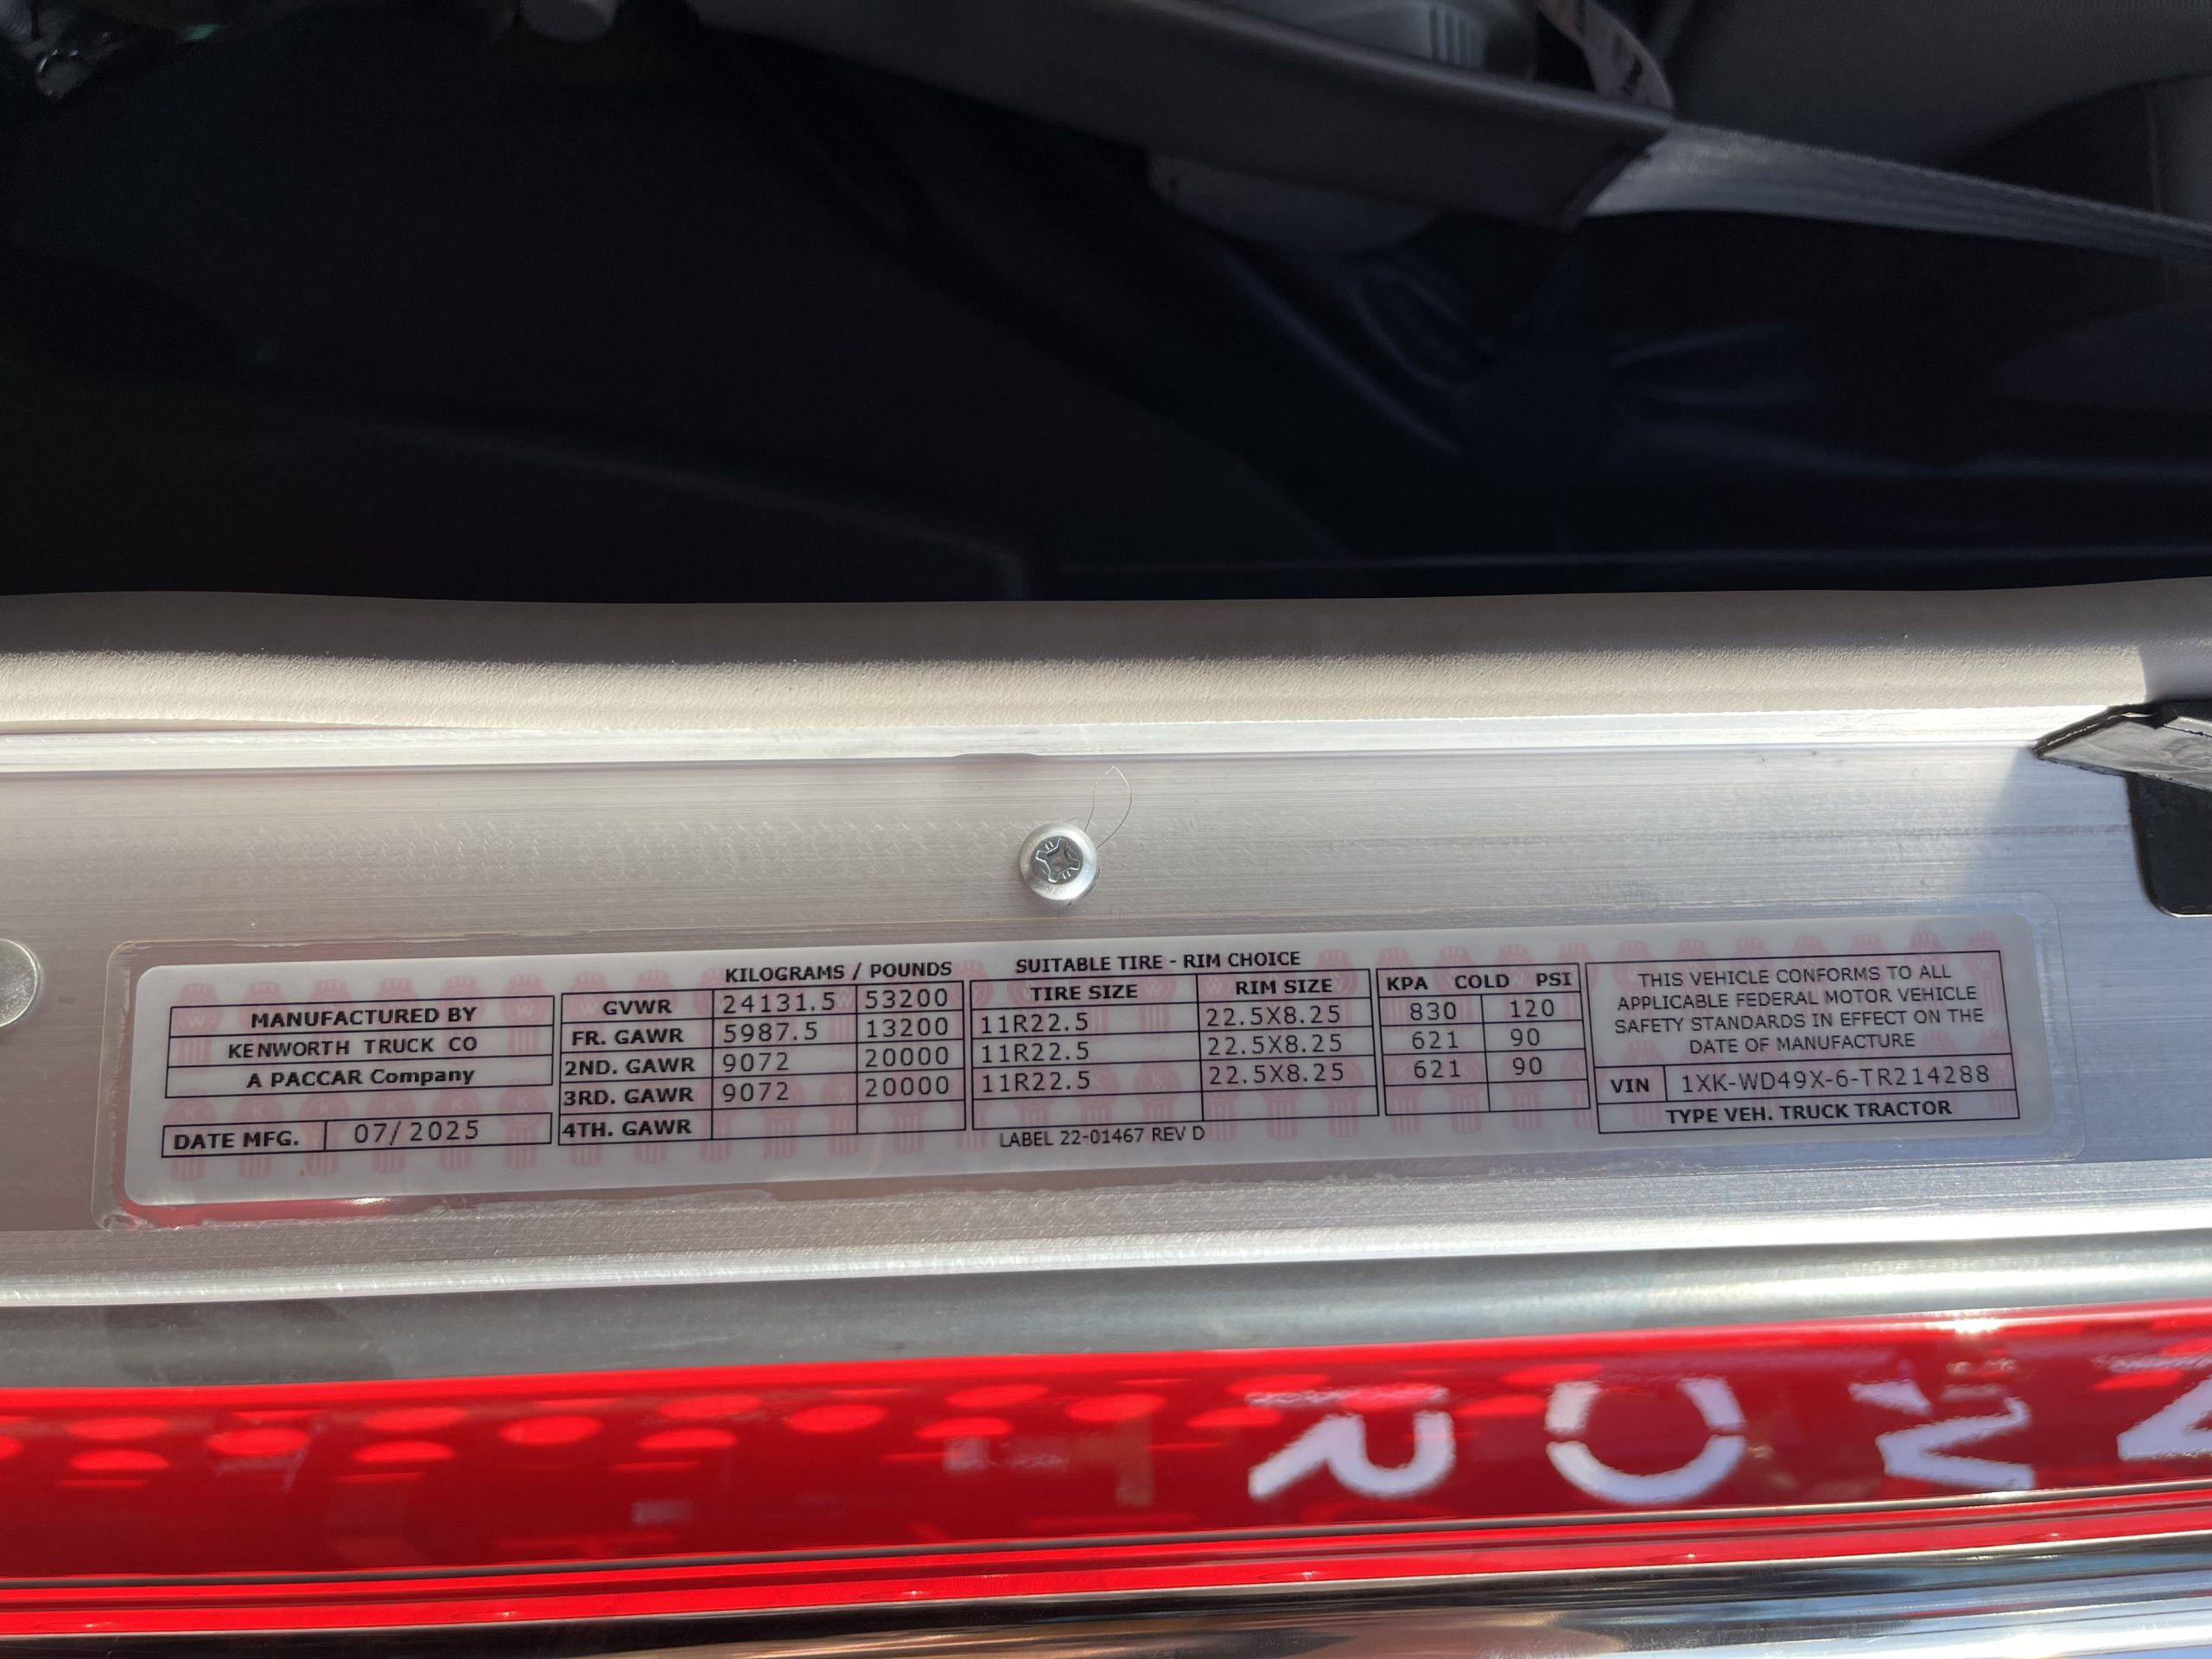 MANUFACTURED BY
KENWORTH TRUCK CO
A PACCAR Company
DATE MFG. 07/2025
KILOGRAMS / POUNDS
GVWR 24131.5 53200
FR. GAWR 5987.5 13200
2ND. GAWR 9072 20000
3RD. GAWR 9072 20000
4TH. GAWR
SUITABLE TIRE - RIM CHOICE
TIRE SIZE RIM SIZE
11R22.5 22.5X8.25
11R22.5 22.5X8.25
11R22.5 22.5X8.25
LABEL 22-01467 REV D
KPA COLD PSI
830 120
621 90
621 90
THIS VEHICLE CONFORMS TO ALL
APPLICABLE FEDERAL MOTOR VEHICLE
SAFETY STANDARDS IN EFFECT ON THE
DATE OF MANUFACTURE
VIN 1XK-WD49X-6-TR214288
TYPE VEH. TRUCK TRACTOR